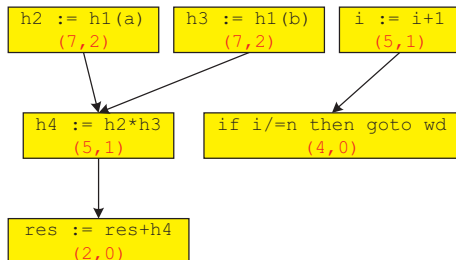 h2 := h1(a)
(7,2)
h3 := h1(b)
(7,2)
i := i+1
(5,1)
h4 := h2*h3
(5,1)
if i/=n then goto wd
(4,0)
res := res+h4
(2,0)